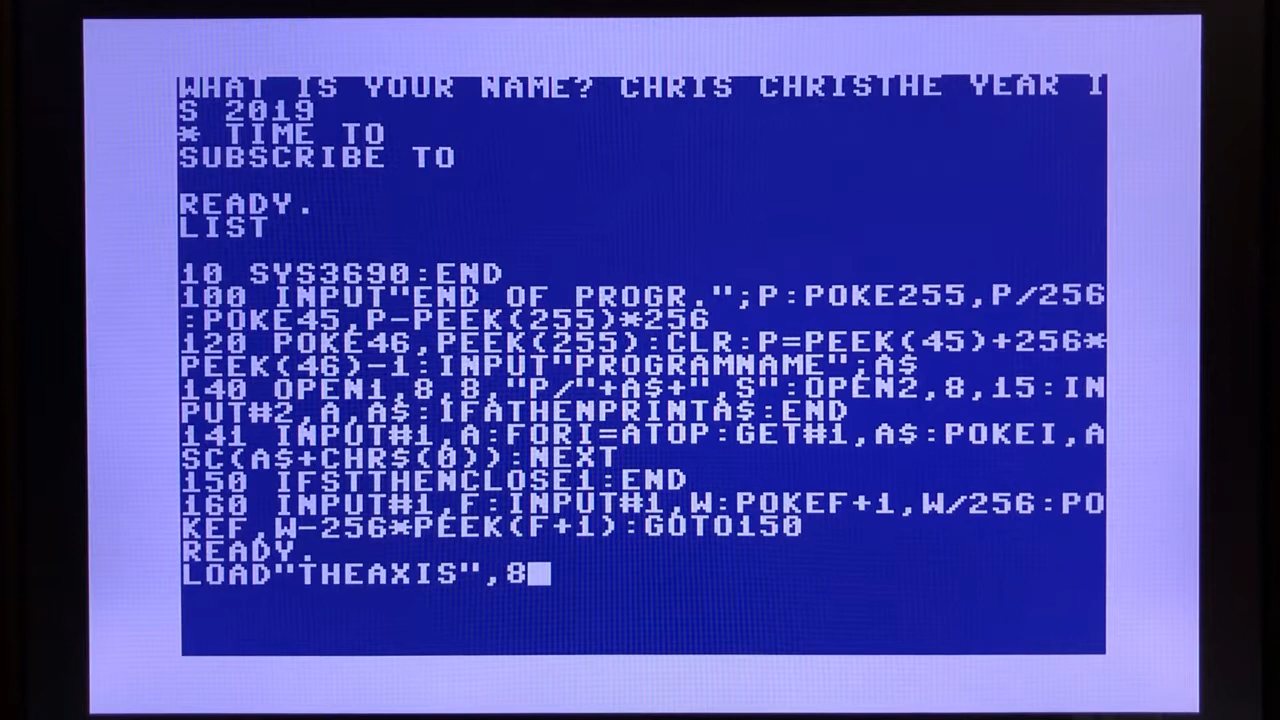 WHAT IS YOUR NAME? CHRIS CHRISTHE YEAR I
S 2019
* TIME TO
SUBSCRIBE TO
READY.
LIST
10 SYS3690:END
100 INPUT"END OF PROGR.";P:POKE255,P/256
:POKE45,P-PEEK(255)*256
120 POKE46,PEEK(255):CLR:P=PEEK(45)+256*
PEEK(46)-1:INPUT"PROGRAMNAME";A$
140 OPEN1,8,8,"P/"+A$+",S":OPEN2,8,15:IN
PUT#2,A,A$:IFATHENPRINTA$:END
141 INPUT#1,A:FORI=ATOP:GET#1,A$:POKEI,A
SC(A$+CHR$(0)):NEXT
150 IFSTTHENCLOSE1:END
160 INPUT#1,F:INPUT#1,W:POKEF+1,W/256:PO
KEF,W-256*PEEK(F+1):GOTO150
READY.
LOAD"THEAXIS",8